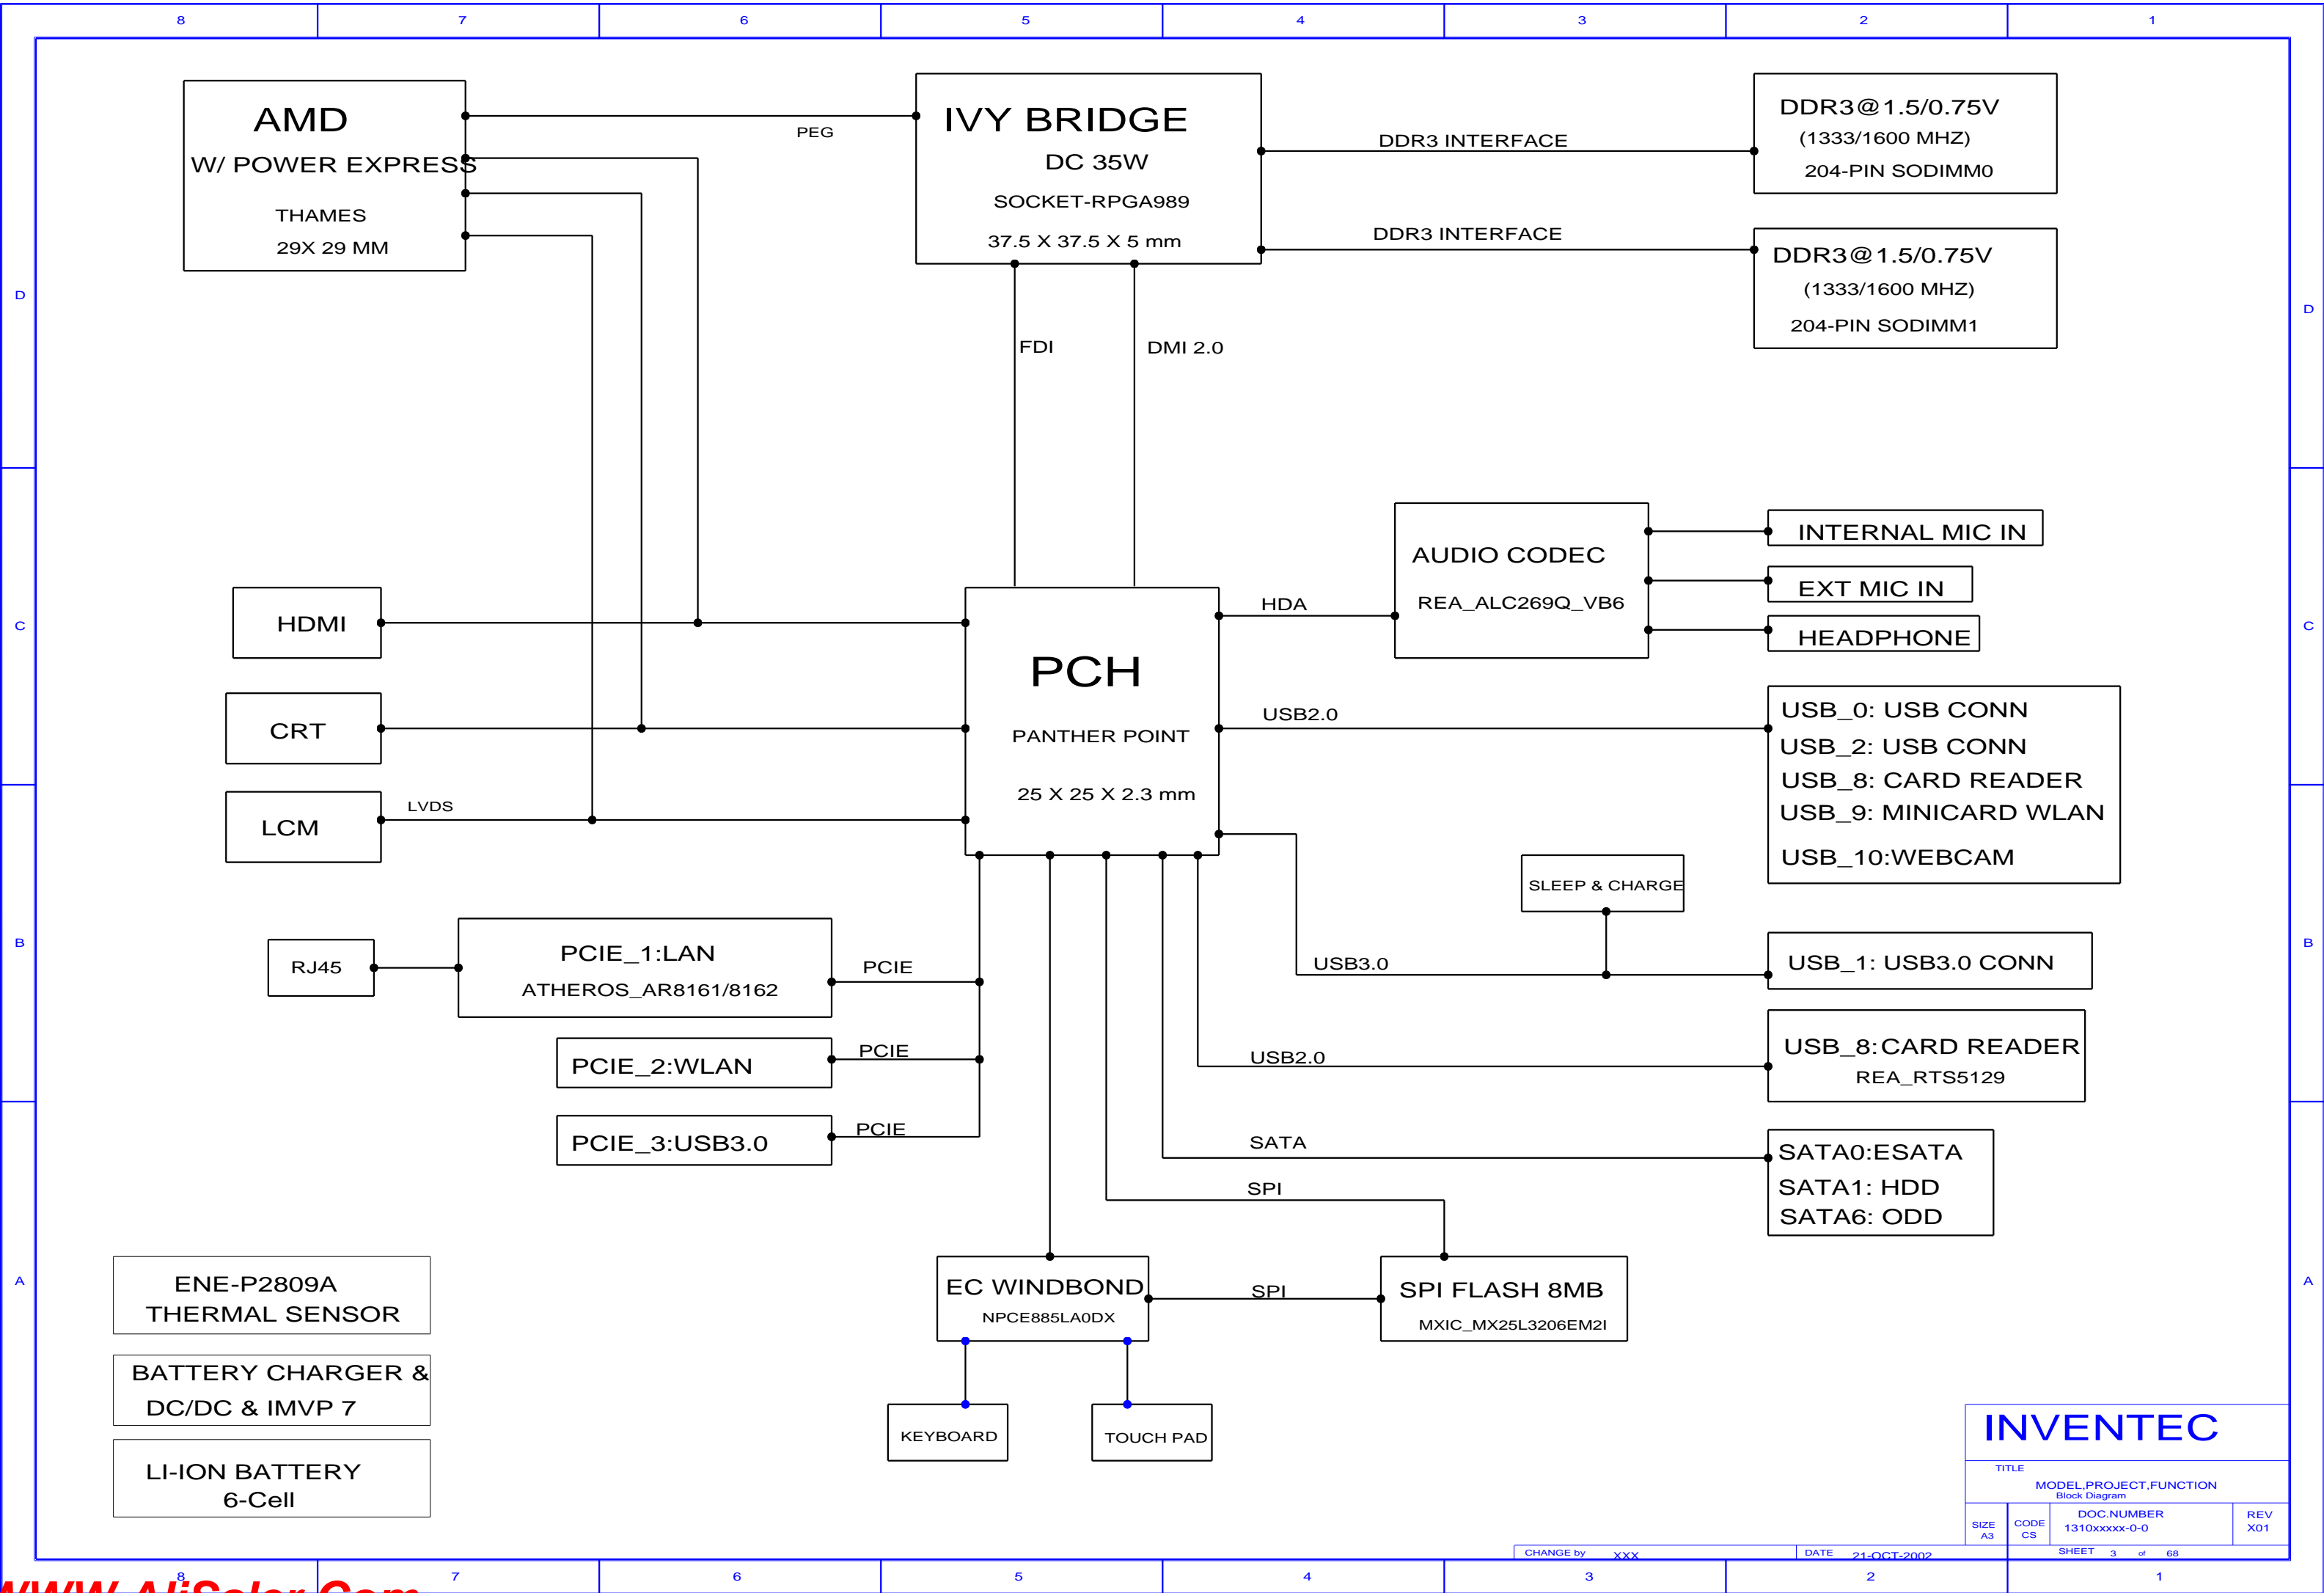 8 7 6 5 4 3 2 1
AMD
W/ POWER EXPRESS
THAMES
29X 29 MM
PEG
IVY BRIDGE
DC 35W
SOCKET-RPGA989
37.5 X 37.5 X 5 mm
DDR3 INTERFACE
DDR3@1.5/0.75V
(1333/1600 MHZ)
204-PIN SODIMM0
DDR3 INTERFACE
DDR3@1.5/0.75V
(1333/1600 MHZ)
204-PIN SODIMM1
D
D
FDI
DMI 2.0
AUDIO CODEC
REA_ALC269Q_VB6
INTERNAL MIC IN
EXT MIC IN
HEADPHONE
HDA
C
C
HDMI
CRT
LCM
LVDS
PCH
PANTHER POINT
25 X 25 X 2.3 mm
USB2.0
USB_0: USB CONN
USB_2: USB CONN
USB_8: CARD READER
USB_9: MINICARD WLAN
USB_10:WEBCAM
SLEEP & CHARGE
B
B
RJ45
PCIE_1:LAN
ATHEROS_AR8161/8162
PCIE
USB3.0
USB_1: USB3.0 CONN
PCIE_2:WLAN
PCIE
USB2.0
USB_8:CARD READER
REA_RTS5129
PCIE_3:USB3.0
PCIE
SATA
SATA0:ESATA
SATA1: HDD
SATA6: ODD
SPI
A
A
ENE-P2809A
THERMAL SENSOR
EC WINDBOND
NPCE885LA0DX
SPI
SPI FLASH 8MB
MXIC_MX25L3206EM2I
BATTERY CHARGER &
DC/DC & IMVP 7
KEYBOARD
TOUCH PAD
LI-ION BATTERY
6-Cell
INVENTEC
TITLE
MODEL,PROJECT,FUNCTION
Block Diagram
SIZE
A3
CODE
CS
DOC.NUMBER
1310xxxxx-0-0
REV
X01
CHANGE by XXX
DATE 21-OCT-2002
SHEET 3 of 68
8 7 6 5 4 3 2 1
WWW.AliSaler.Com